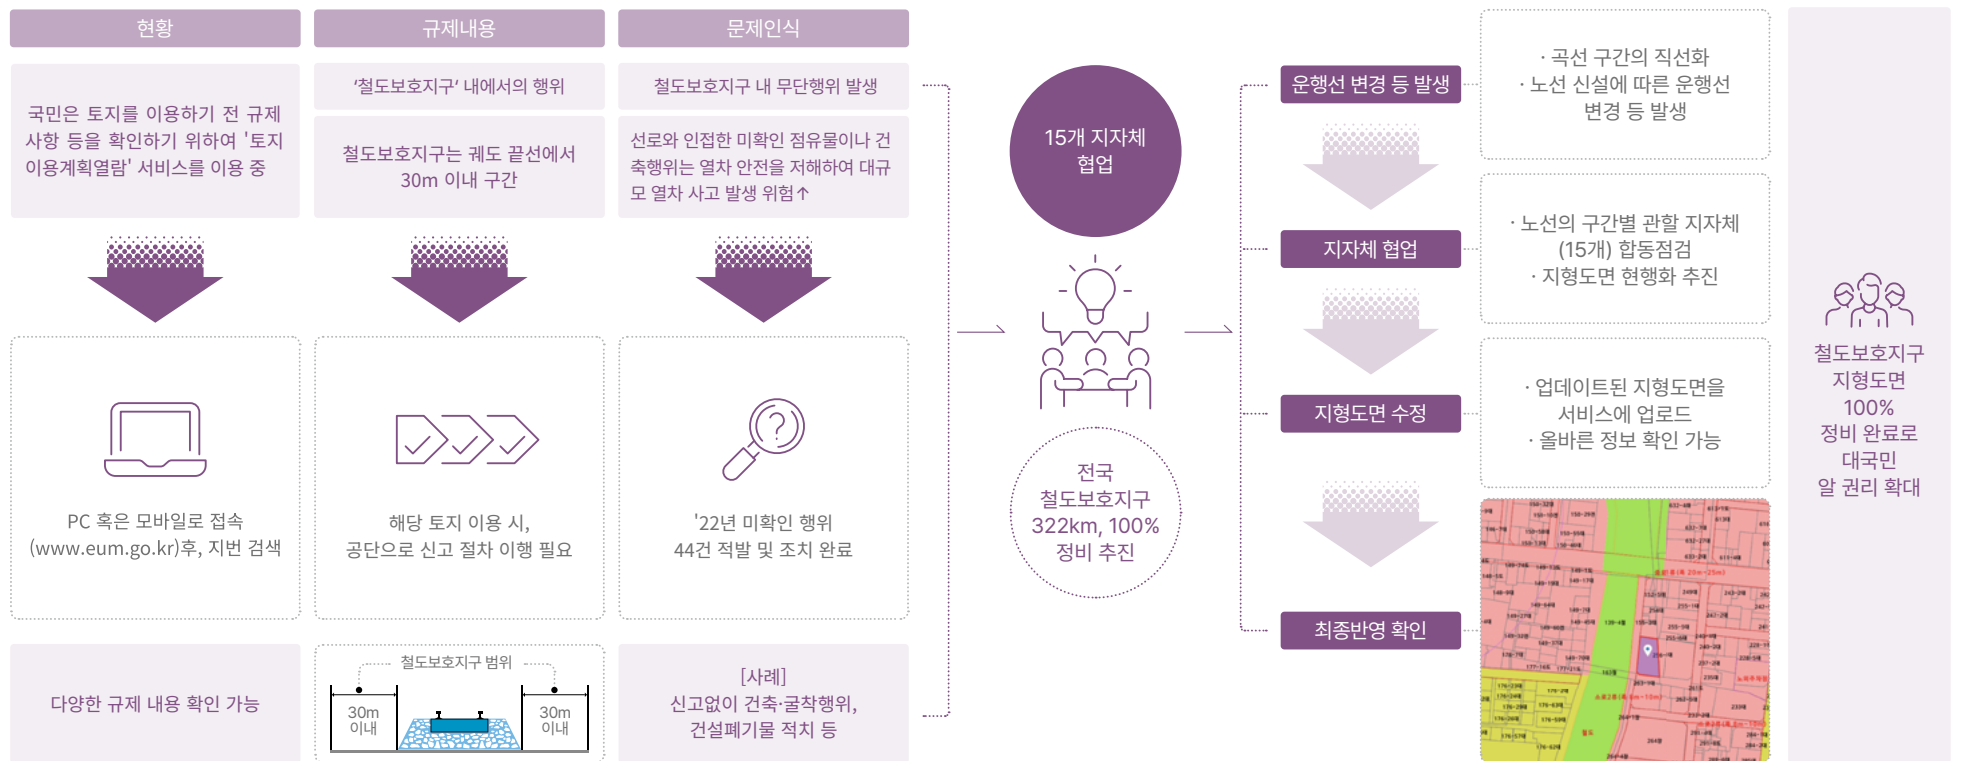 현황
국민은 토지를 이용하기 전 규제
사항 등을 확인하기 위하여 '토지
이용계획열람' 서비스를 이용 중
PC 혹은 모바일로 접속
(www.eum.go.kr)후, 지번 검색
다양한 규제 내용 확인 가능
규제내용
‘철도보호지구‘ 내에서의 행위
철도보호지구는 궤도 끝선에서
30m 이내 구간
해당 토지 이용 시,
공단으로 신고 절차 이행 필요
철도보호지구 범위
30m
이내
30m
이내
문제인식
철도보호지구 내 무단행위 발생
선로와 인접한 미확인 점유물이나 건
축행위는 열차 안전을 저해하여 대규
모 열차 사고 발생 위험↑
?
'22년 미확인 행위
44건 적발 및 조치 완료
[사례]
신고없이 건축·굴착행위,
건설폐기물 적치 등
15개 지자체
협업
전국
철도보호지구
322km, 100%
정비 추진
운행선 변경 등 발생
· 곡선 구간의 직선화
· 노선 신설에 따른 운행선
변경 등 발생
지자체 협업
· 노선의 구간별 관할 지자체
(15개) 합동점검
· 지형도면 현행화 추진
지형도면 수정
· 업데이트된 지형도면을
서비스에 업로드
· 올바른 정보 확인 가능
최종반영 확인
철도
철도보호지구
지형도면
100%
정비 완료로
대국민
알 권리 확대